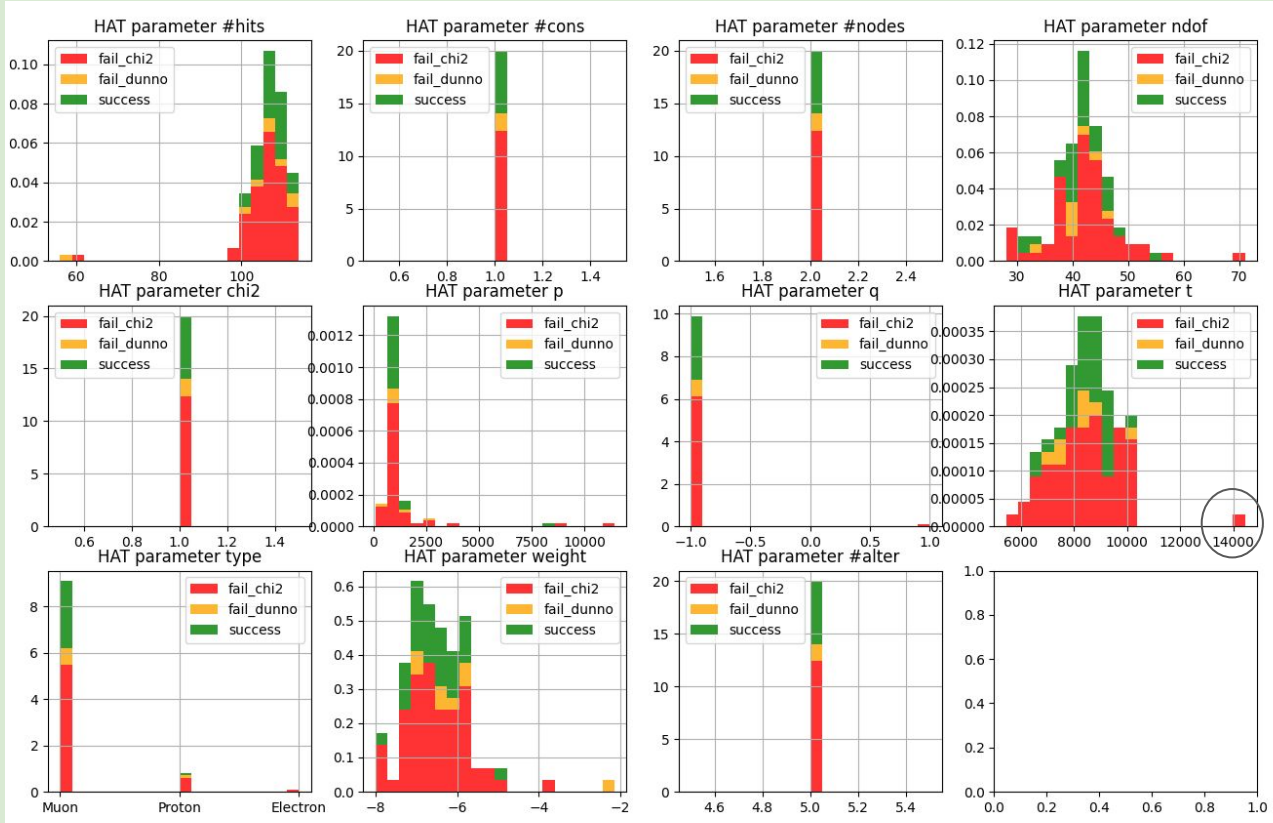 HAT parameter #hits
fail_chi2
fail_dunno
success
0.10
0.08
0.06
0.04
0.02
0.00
60
80
100
HAT parameter #cons
fail_chi2
fail_dunno
success
20
15
10
5
0
0.6
0.8
1.0
1.2
1.4
HAT parameter #nodes
fail_chi2
fail_dunno
success
20
15
10
5
0
1.6
1.8
2.0
2.2
2.4
HAT parameter ndof
fail_chi2
fail_dunno
success
0.12
0.10
0.08
0.06
0.04
0.02
0.00
30
40
50
60
70
HAT parameter chi2
fail_chi2
fail_dunno
success
20
15
10
5
0
0.6
0.8
1.0
1.2
1.4
HAT parameter p
fail_chi2
fail_dunno
success
0.0012
0.0010
0.0008
0.0006
0.0004
0.0002
0.0000
0
2500
5000
7500
10000
HAT parameter q
fail_chi2
fail_dunno
success
10
8
6
4
2
0
−1.0
−0.5
0.0
0.5
1.0
HAT parameter t
fail_chi2
fail_dunno
success
0.00035
0.00030
0.00025
0.00020
0.00015
0.00010
0.00005
0.00000
6000
8000
10000
12000
14000
HAT parameter type
fail_chi2
fail_dunno
success
8
6
4
2
0
Muon
Proton
Electron
HAT parameter weight
fail_chi2
fail_dunno
success
0.6
0.5
0.4
0.3
0.2
0.1
0.0
−8
−6
−4
−2
HAT parameter #alter
fail_chi2
fail_dunno
success
20
15
10
5
0
4.6
4.8
5.0
5.2
5.4
1.0
0.8
0.6
0.4
0.2
0.0
0.0
0.2
0.4
0.6
0.8
1.0